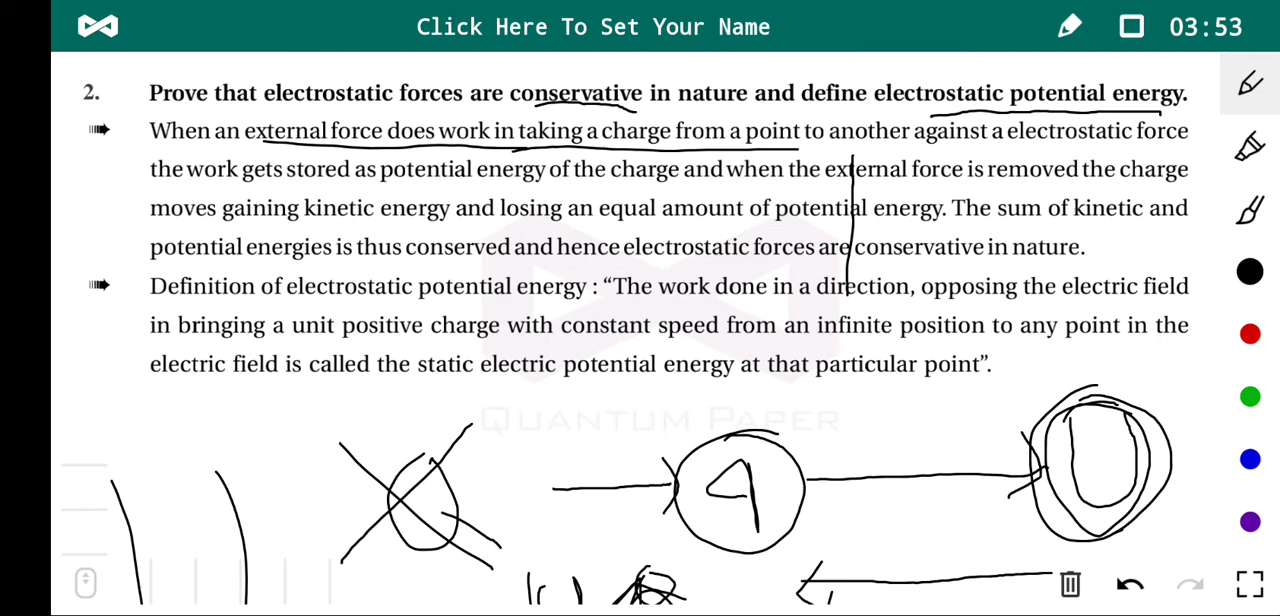 Click Here To Set Your Name
03:53
2. Prove that electrostatic forces are conservative in nature and define electrostatic potential energy.
When an external force does work in taking a charge from a point to another against a electrostatic force
the work gets stored as potential energy of the charge and when the external force is removed the charge
moves gaining kinetic energy and losing an equal amount of potential energy. The sum of kinetic and
potential energies is thus conserved and hence electrostatic forces are conservative in nature.
Definition of electrostatic potential energy : “The work done in a direction, opposing the electric field
in bringing a unit positive charge with constant speed from an infinite position to any point in the
electric field is called the static electric potential energy at that particular point”.
QUANTUM PAPER
q